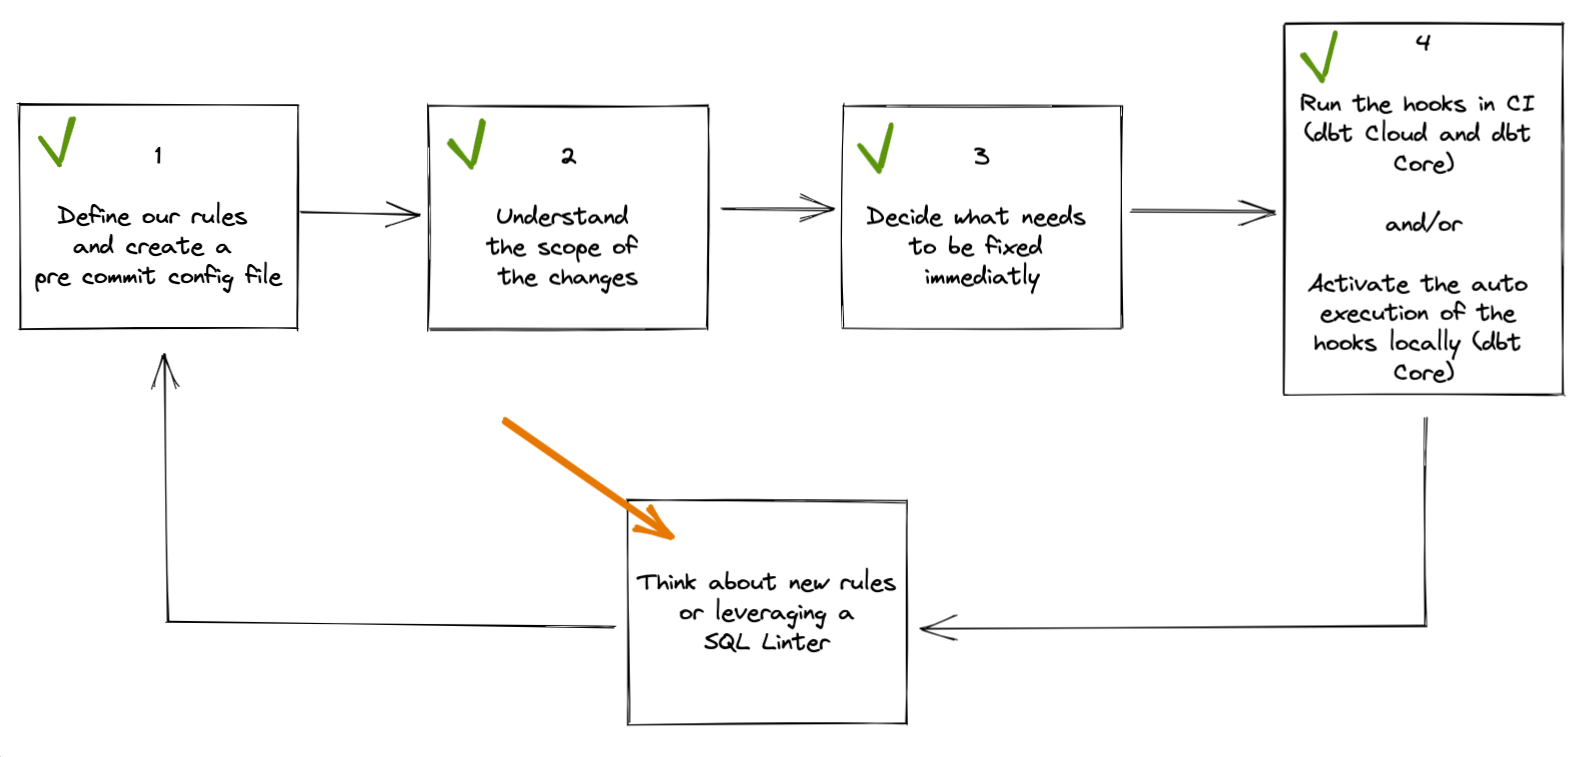 1
Define our rules
and create a
pre commit config file
2
Understand
the scope of
the changes
3
Decide what needs
to be fixed
immediatly
4
Run the hooks in CI
(dbt Cloud and dbt
Core)
and/or
Activate the auto
execution of the
hooks locally (dbt
Core)
Think about new rules
or leveraging a
SQL Linter